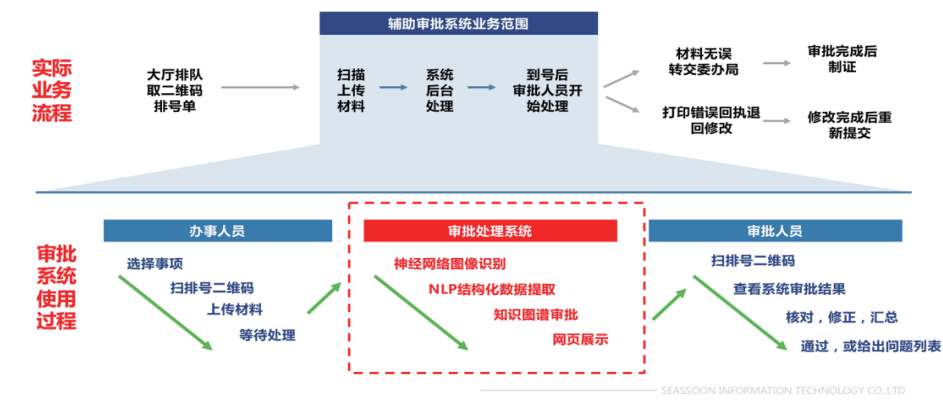 辅助审批系统业务范围
实际
业务
流程
大厅排队
取二维码
排号单
扫描
上传
材料
系统
后台
处理
到号后
审批人员开
始处理
材料无误
转交委办局
审批完成后
制证
打印错误回执退
回修改
修改完成后重
新提交
审批
系统
使用
过程
办事人员
选择事项
扫排号二维码
上传材料
等待处理
审批处理系统
神经网络图像识别
NLP结构化数据提取
知识图谱审批
网页展示
审批人员
扫排号二维码
查看系统审批结果
核对，修正，汇总
通过，或给出问题列表
SEASSOON INFORMATION TECHNOLOGY CO,.LTD